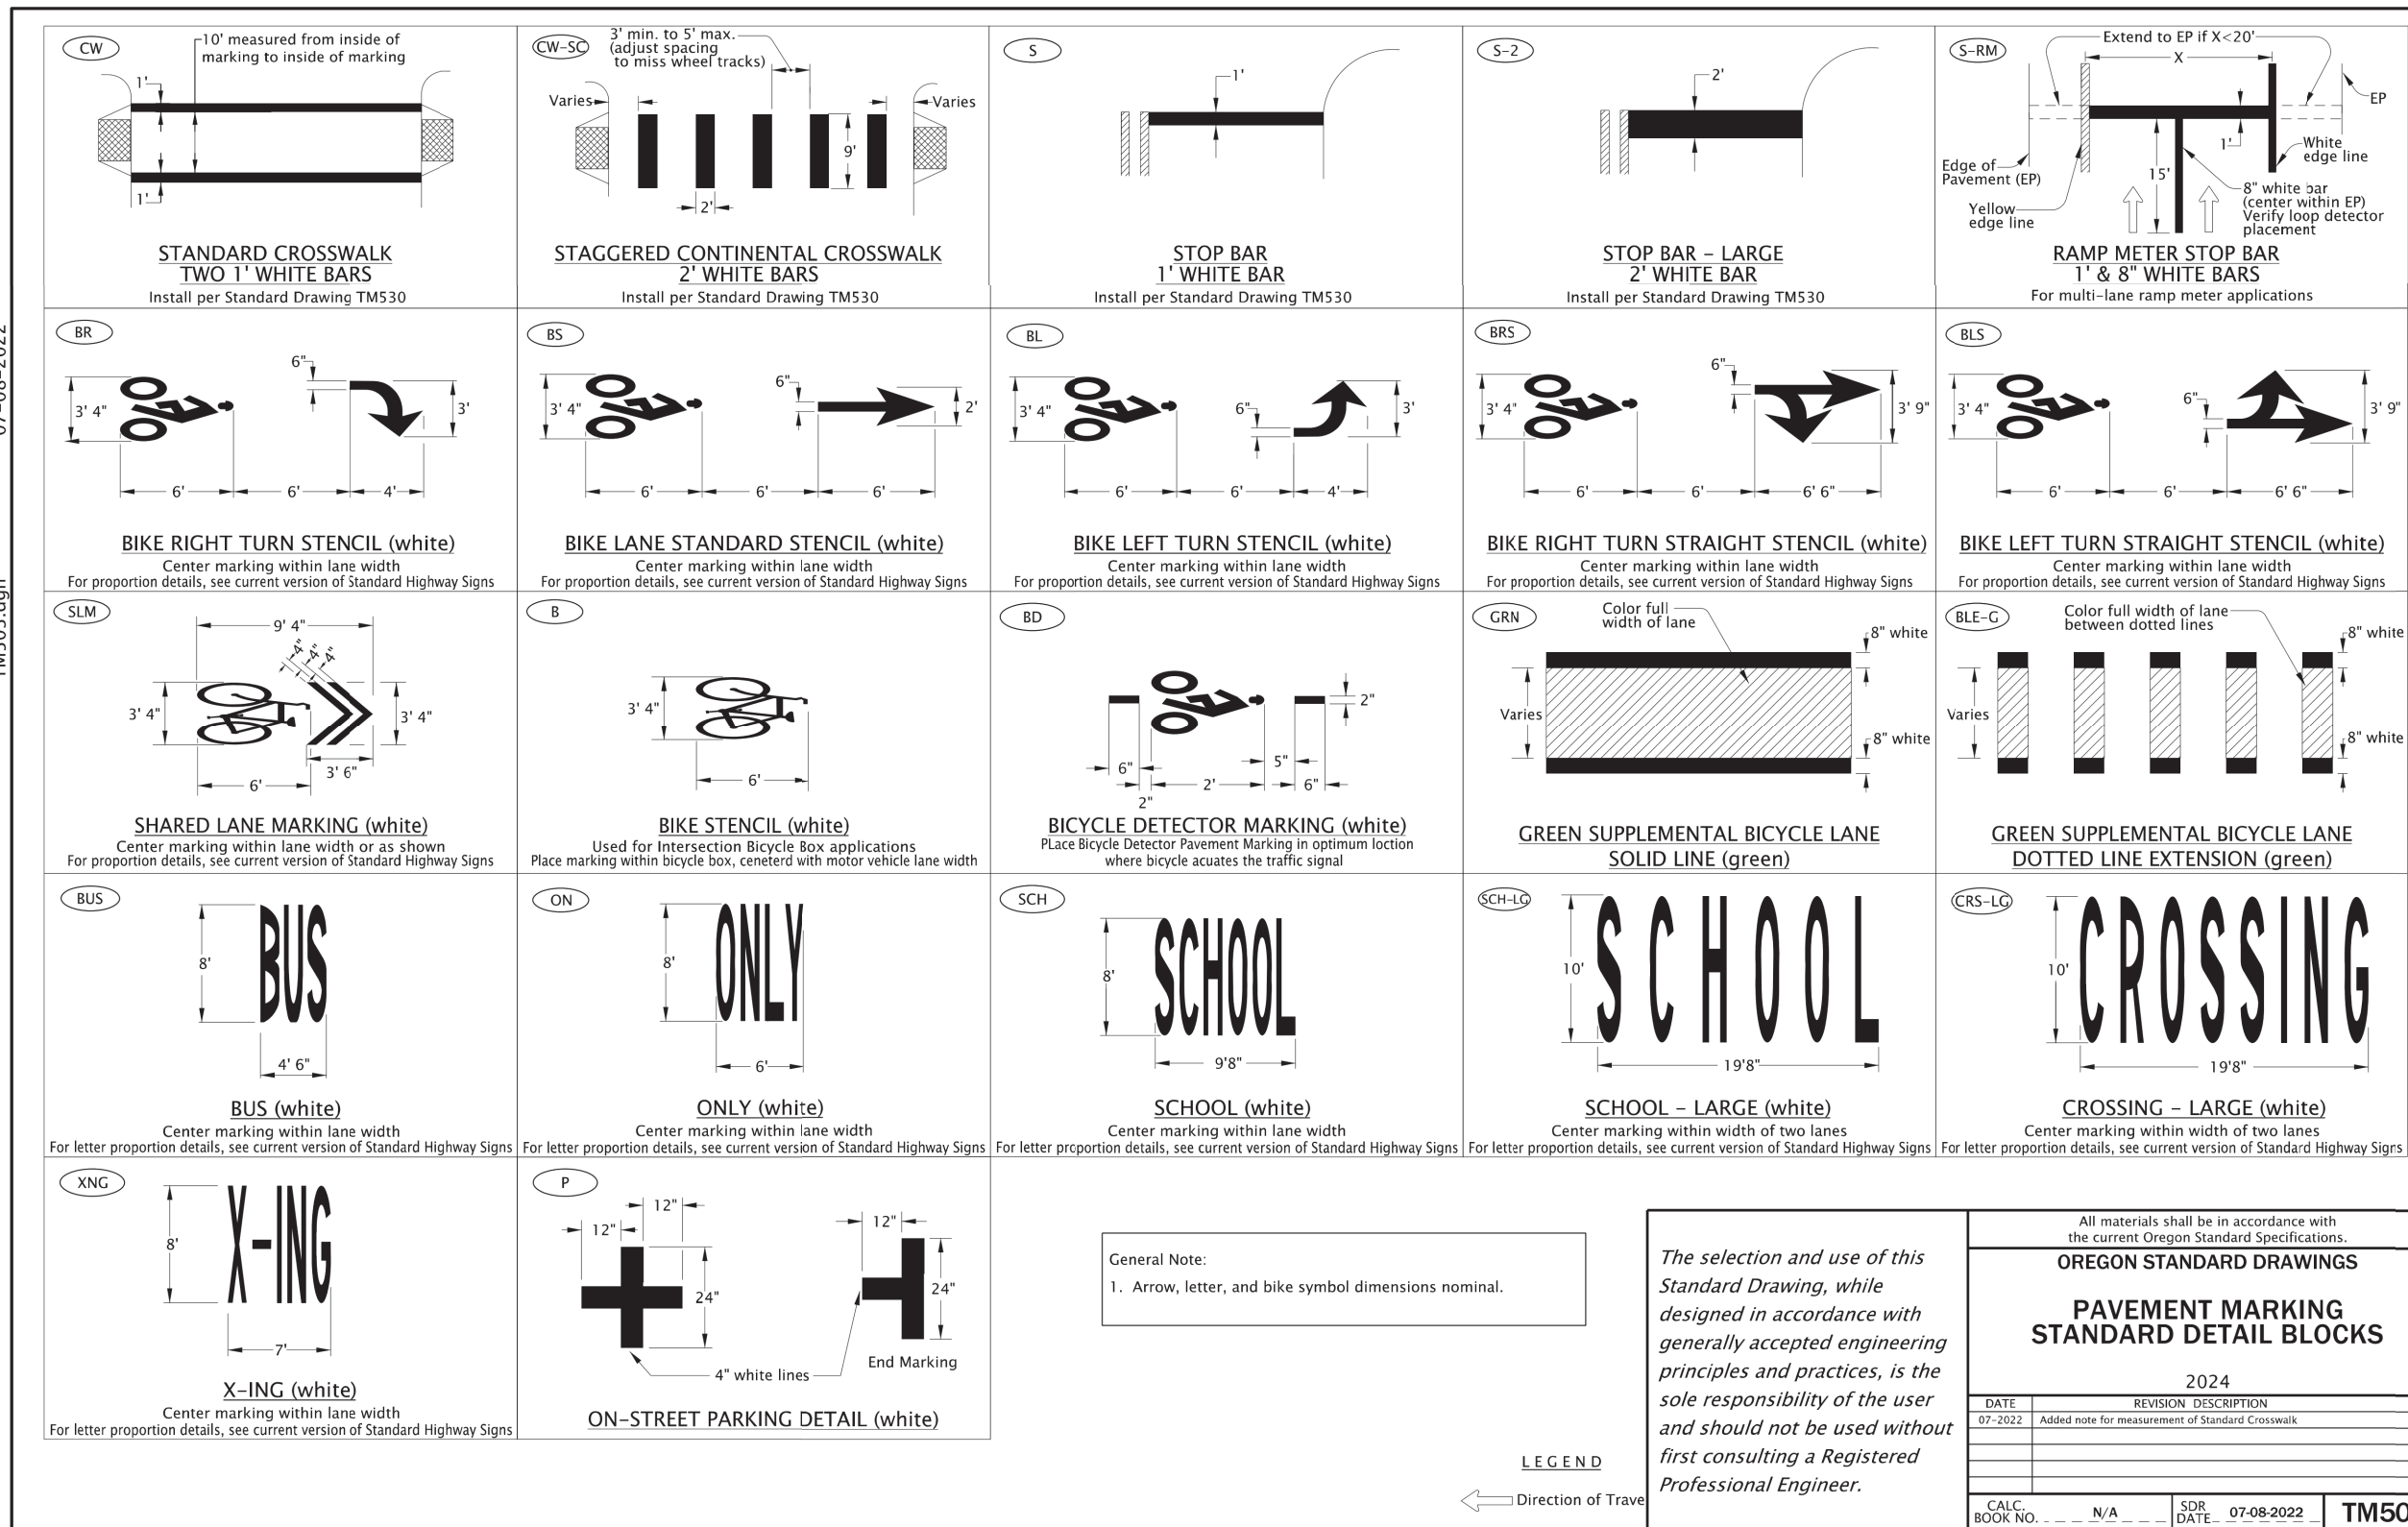 CW
10' measured from inside of
marking to inside of marking
1'
1'
STANDARD CROSSWALK
TWO 1' WHITE BARS
Install per Standard Drawing TM530
CW-SC
3' min. to 5' max.
(adjust spacing
to miss wheel tracks)
Varies
Varies
9'
2'
STAGGERED CONTINENTAL CROSSWALK
2' WHITE BARS
Install per Standard Drawing TM530
S
1'
STOP BAR
1' WHITE BAR
Install per Standard Drawing TM530
S-2
2'
STOP BAR - LARGE
2' WHITE BAR
Install per Standard Drawing TM530
S-RM
Extend to EP if X<20'
X
EP
1'
White
edge line
Edge of
Pavement (EP)
15'
8" white bar
(center within EP)
Verify loop detector
placement
Yellow
edge line
RAMP METER STOP BAR
1' & 8" WHITE BARS
For multi-lane ramp meter applications
BR
6"
3' 4"
3'
6'
6'
4'
BIKE RIGHT TURN STENCIL (white)
Center marking within lane width
For proportion details, see current version of Standard Highway Signs
BS
6"
3' 4"
2'
6'
6'
6'
BIKE LANE STANDARD STENCIL (white)
Center marking within lane width
For proportion details, see current version of Standard Highway Signs
BL
3' 4"
6"
3'
6'
6'
4'
BIKE LEFT TURN STENCIL (white)
Center marking within lane width
For proportion details, see current version of Standard Highway Signs
BRS
6"
3' 4"
3' 9"
6'
6'
6' 6"
BIKE RIGHT TURN STRAIGHT STENCIL (white)
Center marking within lane width
For proportion details, see current version of Standard Highway Signs
BLS
6"
3' 4"
3' 9"
6'
6'
6' 6"
BIKE LEFT TURN STRAIGHT STENCIL (white)
Center marking within lane width
For proportion details, see current version of Standard Highway Signs
SLM
9' 4"
4"
4"
4"
3' 4"
3' 4"
3' 6"
6'
SHARED LANE MARKING (white)
Center marking within lane width or as shown
For proportion details, see current version of Standard Highway Signs
B
3' 4"
6'
BIKE STENCIL (white)
Used for Intersection Bicycle Box applications
Place marking within bicycle box, ceneterd with motor vehicle lane width
BD
2"
6"
5"
2'
6"
2"
BICYCLE DETECTOR MARKING (white)
PLace Bicycle Detector Pavement Marking in optimum loction
where bicycle acuates the traffic signal
GRN
Color full
width of lane
8" white
Varies
8" white
GREEN SUPPLEMENTAL BICYCLE LANE
SOLID LINE (green)
BLE-G
Color full width of lane
between dotted lines
8" white
Varies
8" white
GREEN SUPPLEMENTAL BICYCLE LANE
DOTTED LINE EXTENSION (green)
BUS
BUS
8'
4' 6"
BUS (white)
Center marking within lane width
For letter proportion details, see current version of Standard Highway Signs
ON
ONLY
8'
6'
ONLY (white)
Center marking within lane width
For letter proportion details, see current version of Standard Highway Signs
SCH
SCHOOL
8'
9'8"
SCHOOL (white)
Center marking within lane width
For letter proportion details, see current version of Standard Highway Signs
SCH-LG
SCHOOL
10'
19'8"
SCHOOL - LARGE (white)
Center marking within width of two lanes
For letter proportion details, see current version of Standard Highway Signs
CRS-LG
CROSSING
10'
19'8"
CROSSING - LARGE (white)
Center marking within width of two lanes
For letter proportion details, see current version of Standard Highway Signs
XNG
X-ING
8'
7'
X-ING (white)
Center marking within lane width
For letter proportion details, see current version of Standard Highway Signs
P
12"
12"
24"
12"
24"
End Marking
4" white lines
ON-STREET PARKING DETAIL (white)
General Note:
1. Arrow, letter, and bike symbol dimensions nominal.
LEGEND
Direction of Trave
The selection and use of this
Standard Drawing, while
designed in accordance with
generally accepted engineering
principles and practices, is the
sole responsibility of the user
and should not be used without
first consulting a Registered
Professional Engineer.
All materials shall be in accordance with
the current Oregon Standard Specifications.
OREGON STANDARD DRAWINGS
PAVEMENT MARKING
STANDARD DETAIL BLOCKS
2024
DATE REVISION DESCRIPTION
07-2022 Added note for measurement of Standard Crosswalk
CALC.
BOOK NO. N/A
SDR
DATE 07-08-2022
TM50